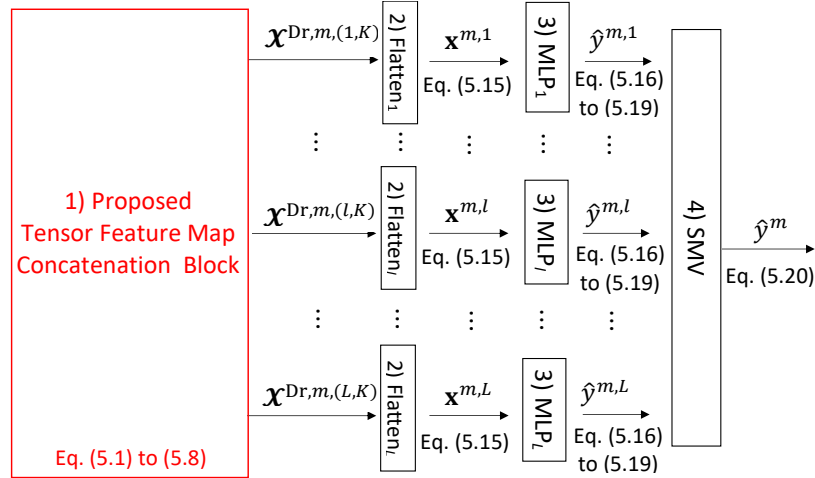 1) Proposed
Tensor Feature Map
Concatenation Block
Eq. (5.1) to (5.8)
𝓧^{Dr,m,(1,K)}
2) Flatten_1
x^{m,1}
Eq. (5.15)
3) MLP_1
ŷ^{m,1}
Eq. (5.16)
to (5.19)
⋮ ⋮ ⋮ ⋮ ⋮
𝓧^{Dr,m,(l,K)}
2) Flatten_l
x^{m,l}
Eq. (5.15)
3) MLP_l
ŷ^{m,l}
Eq. (5.16)
to (5.19)
⋮ ⋮ ⋮ ⋮ ⋮
𝓧^{Dr,m,(L,K)}
2) Flatten_L
x^{m,L}
Eq. (5.15)
3) MLP_L
ŷ^{m,L}
Eq. (5.16)
to (5.19)
4) SMV
ŷ^m
Eq. (5.20)